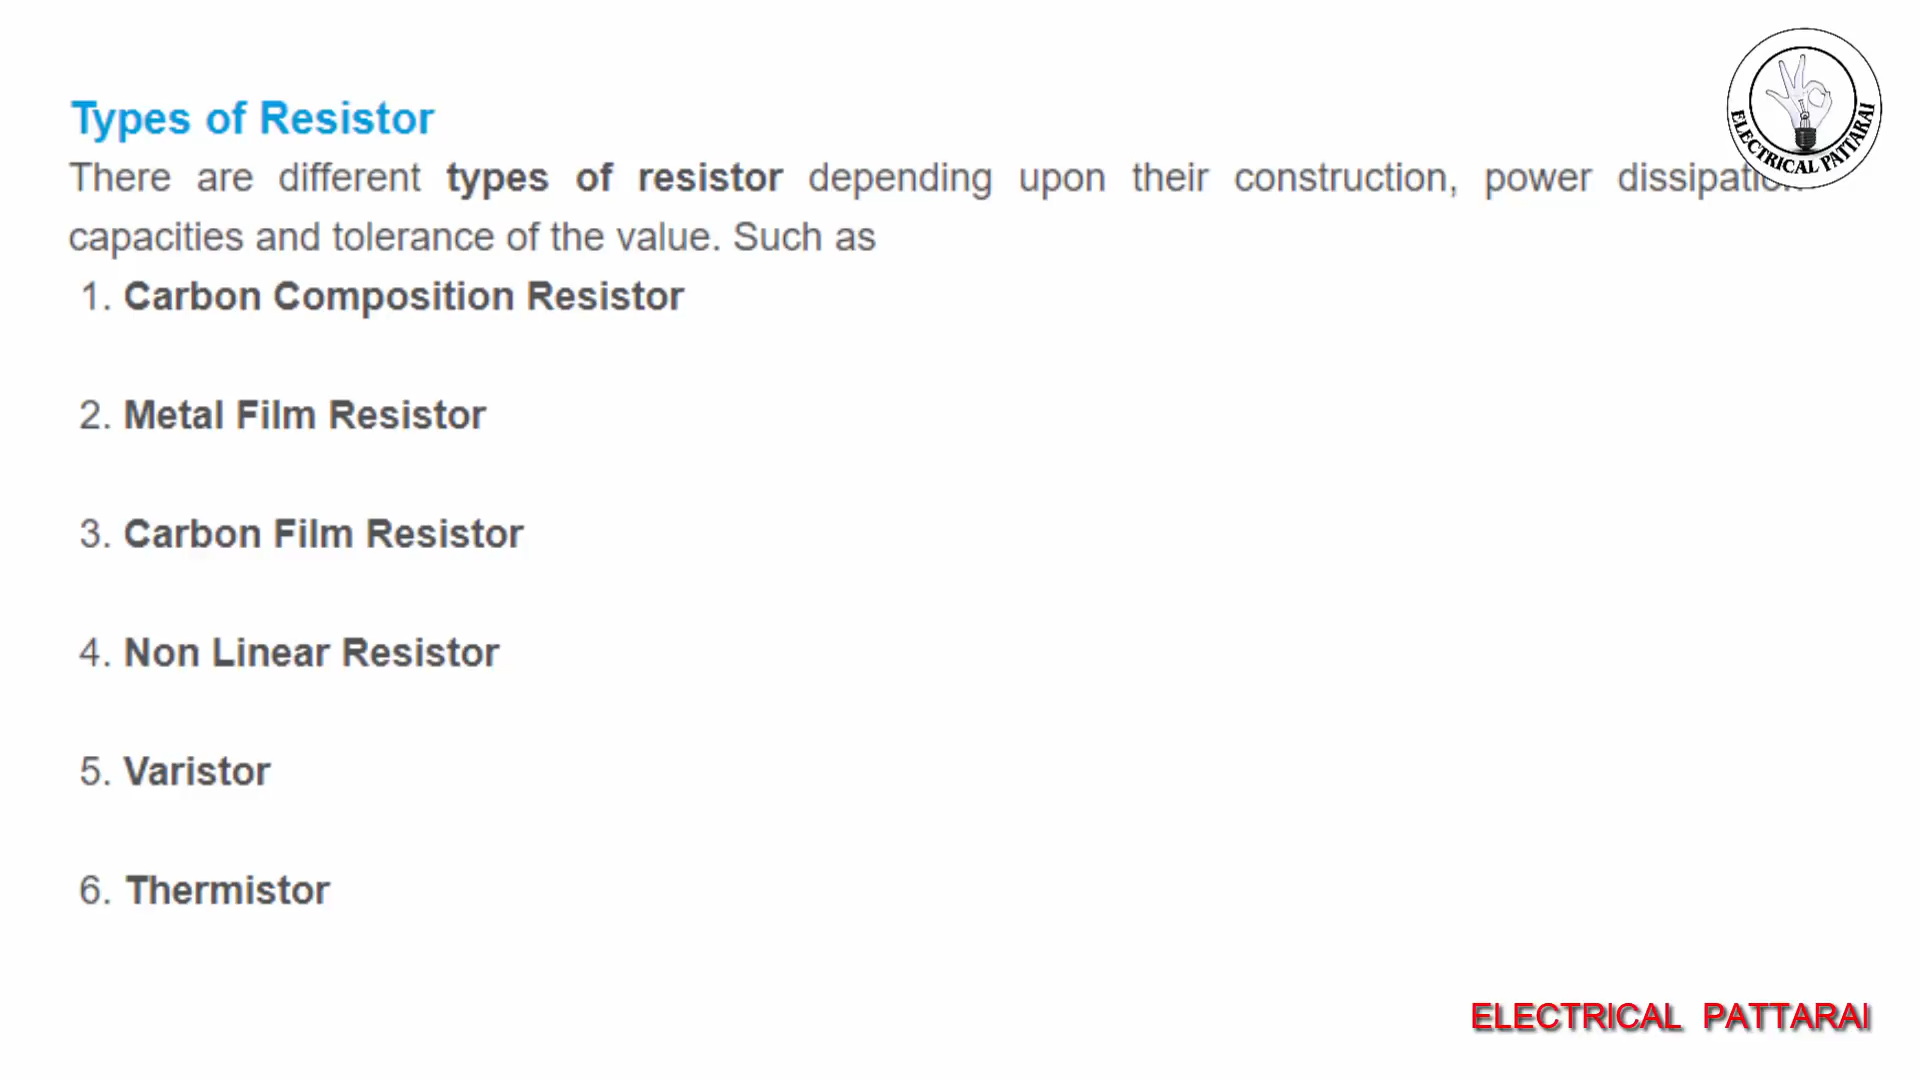 Types of Resistor
There are different types of resistor depending upon their construction, power dissipation
capacities and tolerance of the value. Such as
1. Carbon Composition Resistor
2. Metal Film Resistor
3. Carbon Film Resistor
4. Non Linear Resistor
5. Varistor
6. Thermistor
ELECTRICAL PATTARAI
ELECTRICAL PATTARAI